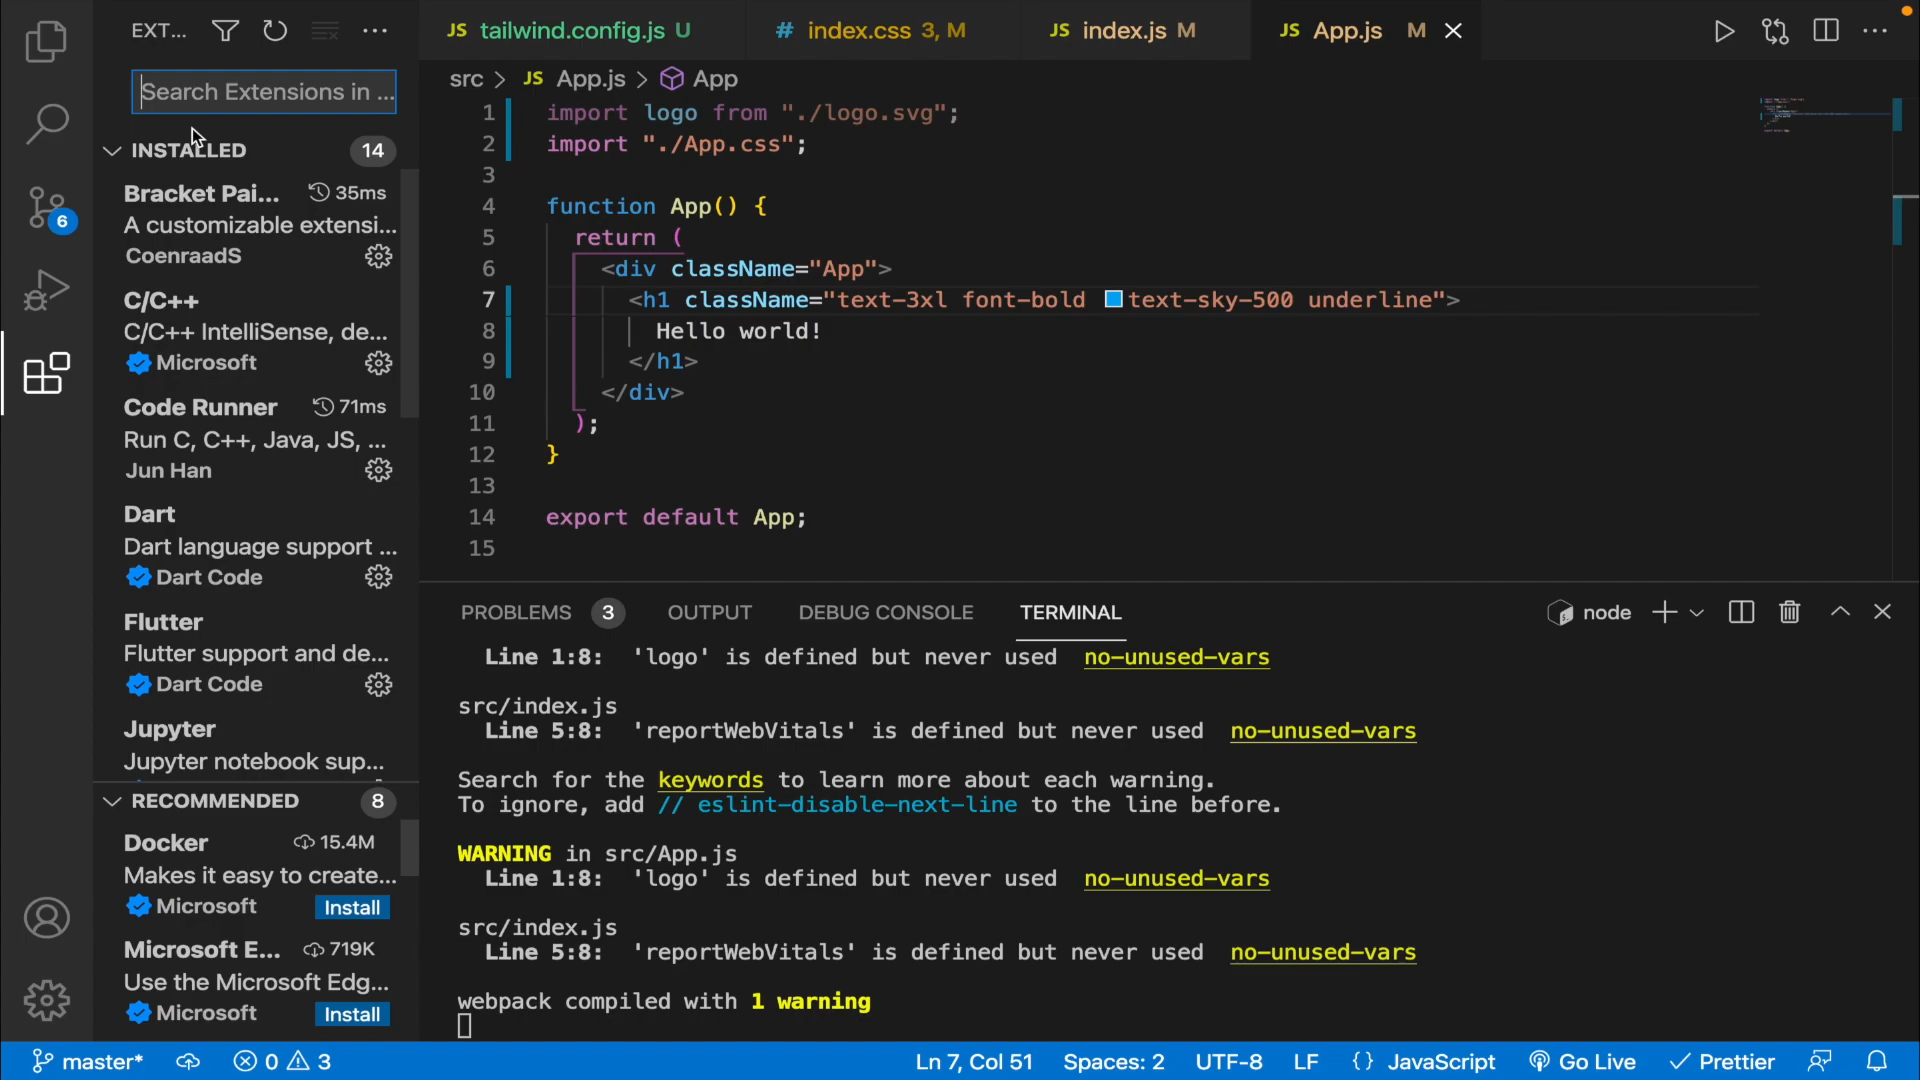 EXT...
Search Extensions in ...
INSTALLED 14
Bracket Pai... 35ms
A customizable extensi...
CoenraadS
C/C++
C/C++ IntelliSense, de...
Microsoft
Code Runner 71ms
Run C, C++, Java, JS, ...
Jun Han
Dart
Dart language support ...
Dart Code
Flutter
Flutter support and de...
Dart Code
Jupyter
Jupyter notebook sup...
RECOMMENDED 8
Docker 15.4M
Makes it easy to create...
Microsoft Install
Microsoft E... 719K
Use the Microsoft Edg...
Microsoft Install
6
JS tailwind.config.js U
# index.css 3, M
JS index.js M
JS App.js M
src > JS App.js > App
1 import logo from "./logo.svg";
2 import "./App.css";
3
4 function App() {
5 return (
6 <div className="App">
7 <h1 className="text-3xl font-bold text-sky-500 underline">
8 Hello world!
9 </h1>
10 </div>
11 );
12 }
13
14 export default App;
15
PROBLEMS 3 OUTPUT DEBUG CONSOLE TERMINAL node
Line 1:8: 'logo' is defined but never used no-unused-vars
src/index.js
Line 5:8: 'reportWebVitals' is defined but never used no-unused-vars
Search for the keywords to learn more about each warning.
To ignore, add // eslint-disable-next-line to the line before.
WARNING in src/App.js
Line 1:8: 'logo' is defined but never used no-unused-vars
src/index.js
Line 5:8: 'reportWebVitals' is defined but never used no-unused-vars
webpack compiled with 1 warning
master* 0 3 Ln 7, Col 51 Spaces: 2 UTF-8 LF {} JavaScript Go Live Prettier